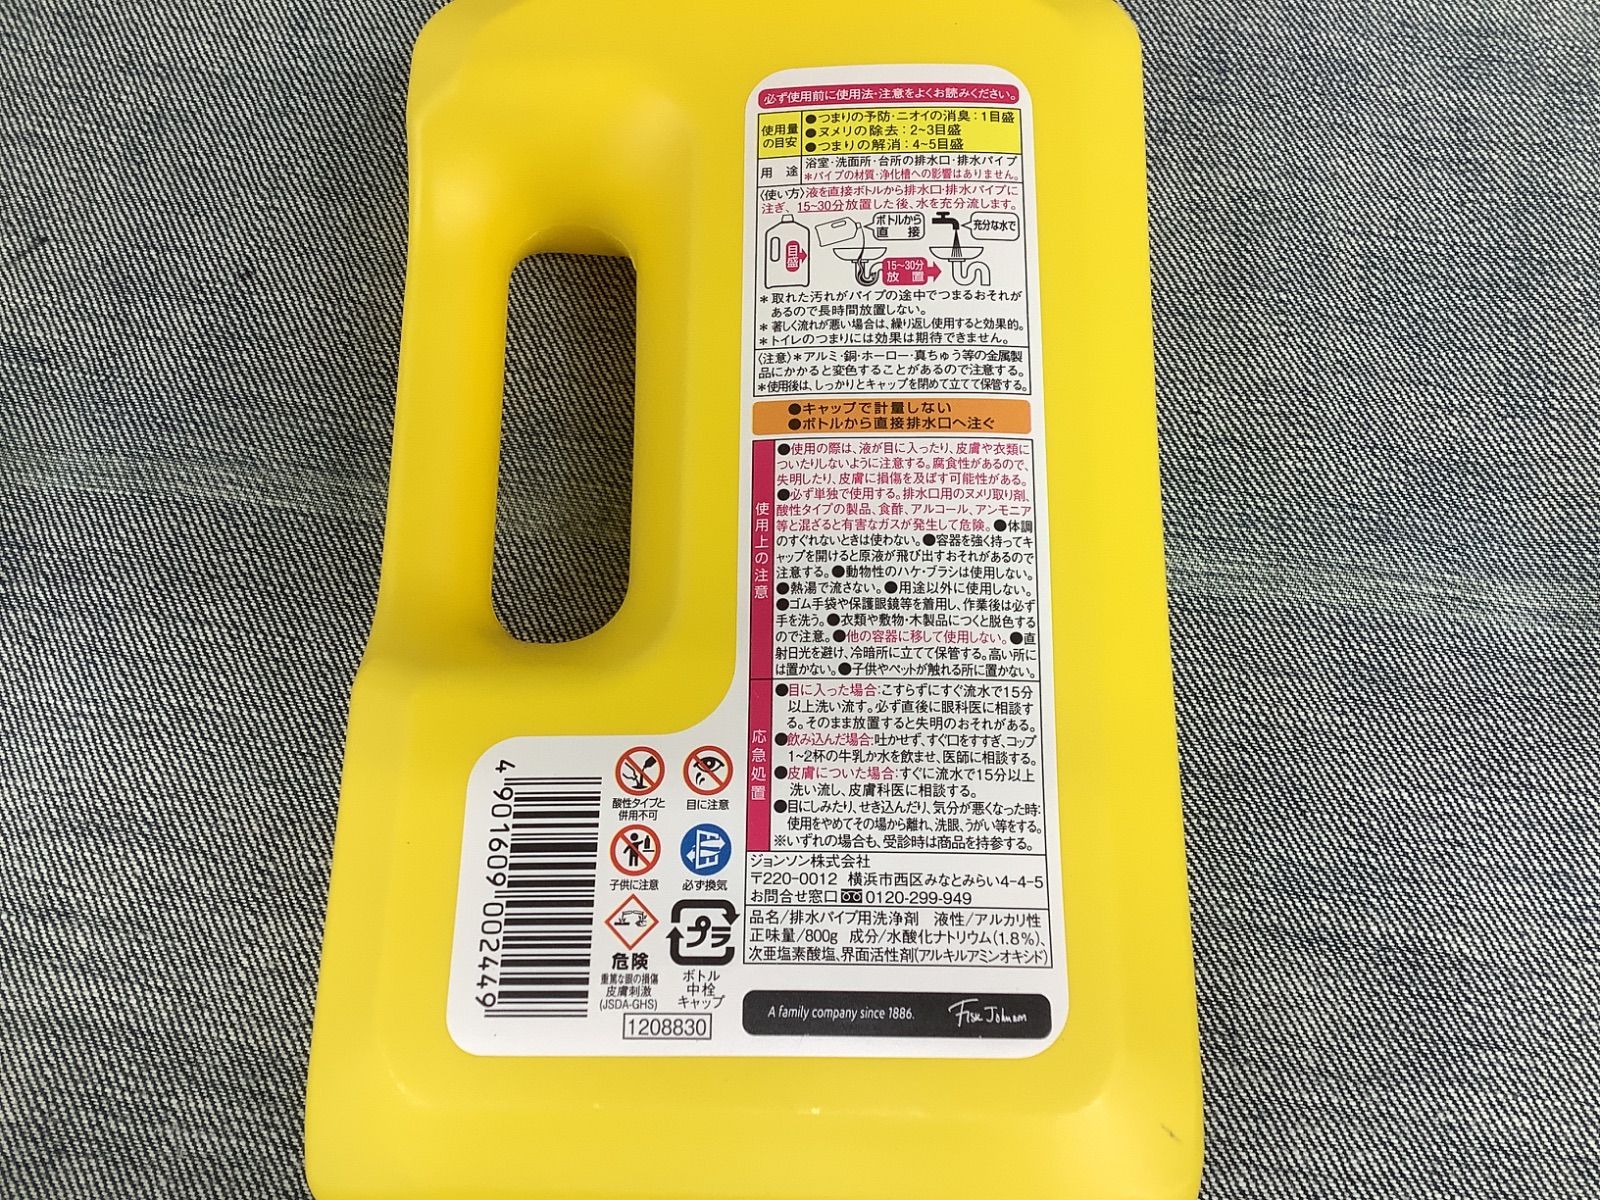 必ず使用前に使用法・注意をよくお読みください。
使用量の目安
●つまりの予防・ニオイの消臭：1目盛
●ヌメリの除去：2~3目盛
●つまりの解消：4~5目盛
用 途
浴室・洗面所・台所の排水口・排水パイプ
＊パイプの材質・浄化槽への影響はありません。
〈使い方〉液を直接ボトルから排水口・排水パイプに
注ぎ、15~30分放置した後、水を充分流します。
目盛
ボトルから
直 接
15~30分
放 置
充分な水で
＊取れた汚れがパイプの途中でつまるおそれが
あるので長時間放置しない。
＊著しく流れが悪い場合は、繰り返し使用すると効果的。
＊トイレのつまりには効果は期待できません。
〈注意〉＊アルミ・銅・ホーロー・真ちゅう等の金属製
品にかかると変色することがあるので注意する。
＊使用後は、しっかりとキャップを閉めて立てて保管する。
●キャップで計量しない
●ボトルから直接排水口へ注ぐ
使用上の注意
●使用の際は、液が目に入ったり、皮膚や衣類に
ついたりしないように注意する。腐食性があるので、
失明したり、皮膚に損傷を及ぼす可能性がある。
●必ず単独で使用する。排水口用のヌメリ取り剤、
酸性タイプの製品、食酢、アルコール、アンモニア
等と混ざると有害なガスが発生して危険。●体調
のすぐれないときは使わない。●容器を強く持ってキ
ャップを開けると原液が飛び出すおそれがあるので
注意する。●動物性のハケ・ブラシは使用しない。
●熱湯で流さない。●用途以外に使用しない。
●ゴム手袋や保護眼鏡等を着用し、作業後は必ず
手を洗う。●衣類や敷物・木製品につくと脱色する
ので注意。●他の容器に移して使用しない。●直
射日光を避け、冷暗所に立てて保管する。高い所に
は置かない。●子供やペットが触れる所に置かない。
応急処置
●目に入った場合:こすらずにすぐ流水で15分
以上洗い流す。必ず直後に眼科医に相談す
る。そのまま放置すると失明のおそれがある。
●飲み込んだ場合:吐かせず、すぐ口をすすぎ、コップ
1~2杯の牛乳か水を飲ませ、医師に相談する。
●皮膚についた場合:すぐに流水で15分以上
洗い流し、皮膚科医に相談する。
●目にしみたり、せき込んだり、気分が悪くなった時:
使用をやめてその場から離れ、洗眼、うがい等をする。
※いずれの場合も、受診時は商品を持参する。
ジョンソン株式会社
〒220-0012 横浜市西区みなとみらい4-4-5
お問合せ窓口 0120-299-949
品名/排水パイプ用洗浄剤 液性/アルカリ性
正味量/800g 成分/水酸化ナトリウム(1.8%)、
次亜塩素酸塩、界面活性剤(アルキルアミンオキシド)
A family company since 1886.
Fisk Johnson
4 901609 002449
酸性タイプと
併用不可
目に注意
子供に注意
必ず換気
危険
重篤な眼の損傷
皮膚刺激
(JSDA-GHS)
プラ
ボトル
中栓
キャップ
1208830